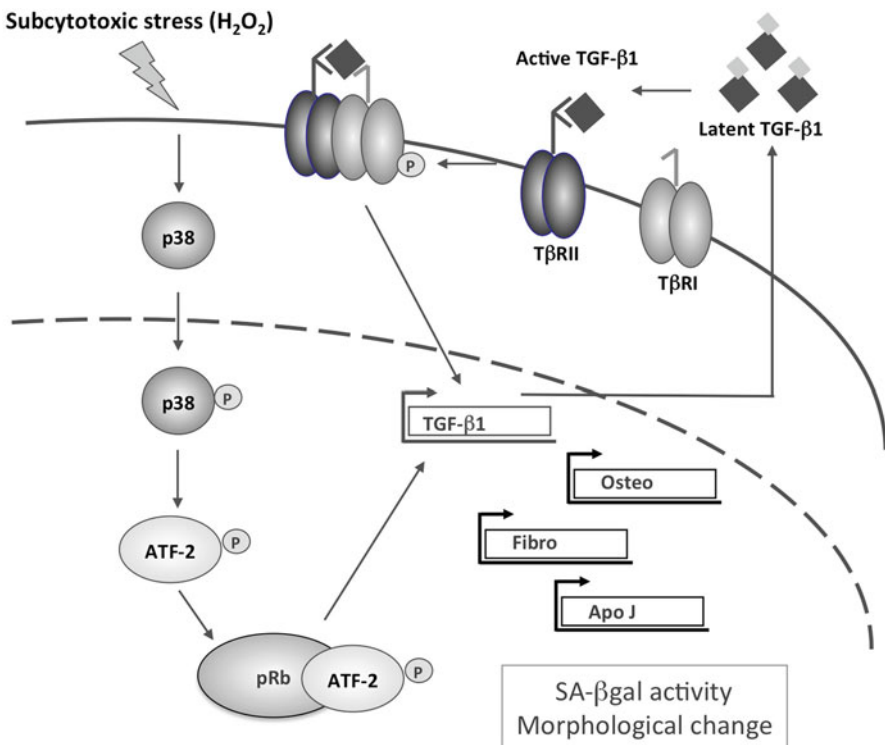 Subcytotoxic stress (H₂O₂)
Active TGF-β1
Latent TGF-β1
P
TβRII
TβRI
p38
p38
P
TGF-β1
Osteo
Fibro
Apo J
ATF-2
P
pRb
ATF-2
P
SA-βgal activity
Morphological change